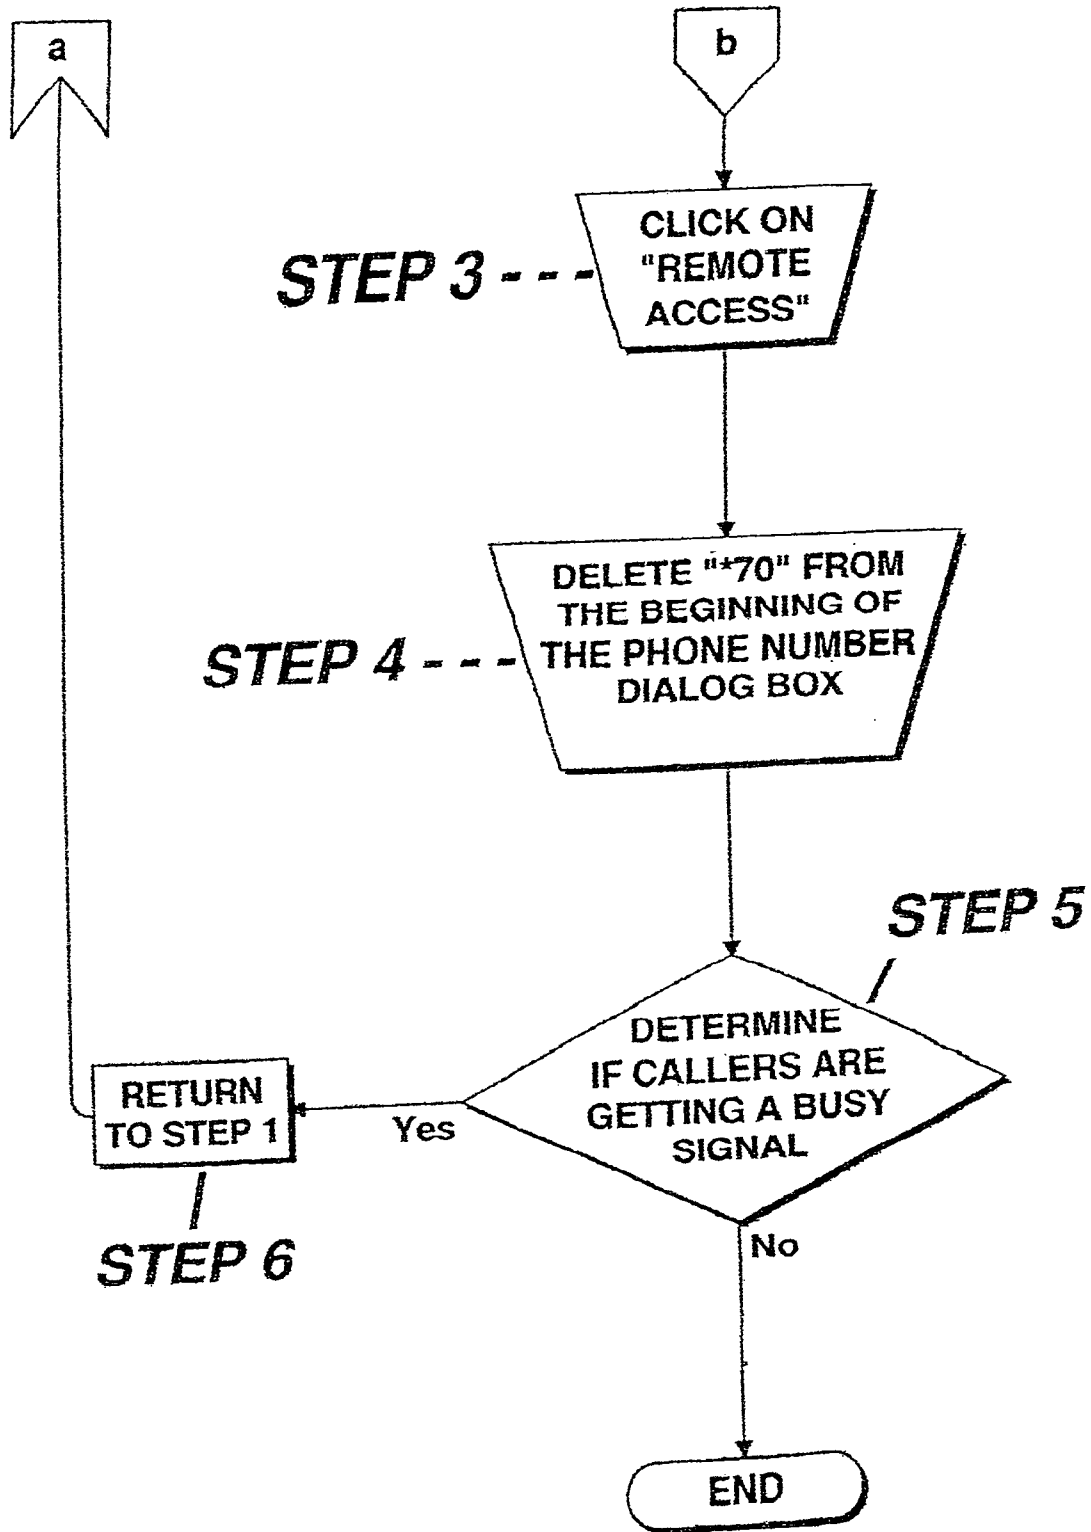 a
b
CLICK ON
"REMOTE
ACCESS"
STEP 3 - - -
DELETE "*70" FROM
THE BEGINNING OF
THE PHONE NUMBER
DIALOG BOX
STEP 4 - - -
STEP 5
DETERMINE
IF CALLERS ARE
GETTING A BUSY
SIGNAL
Yes
RETURN
TO STEP 1
STEP 6
No
END